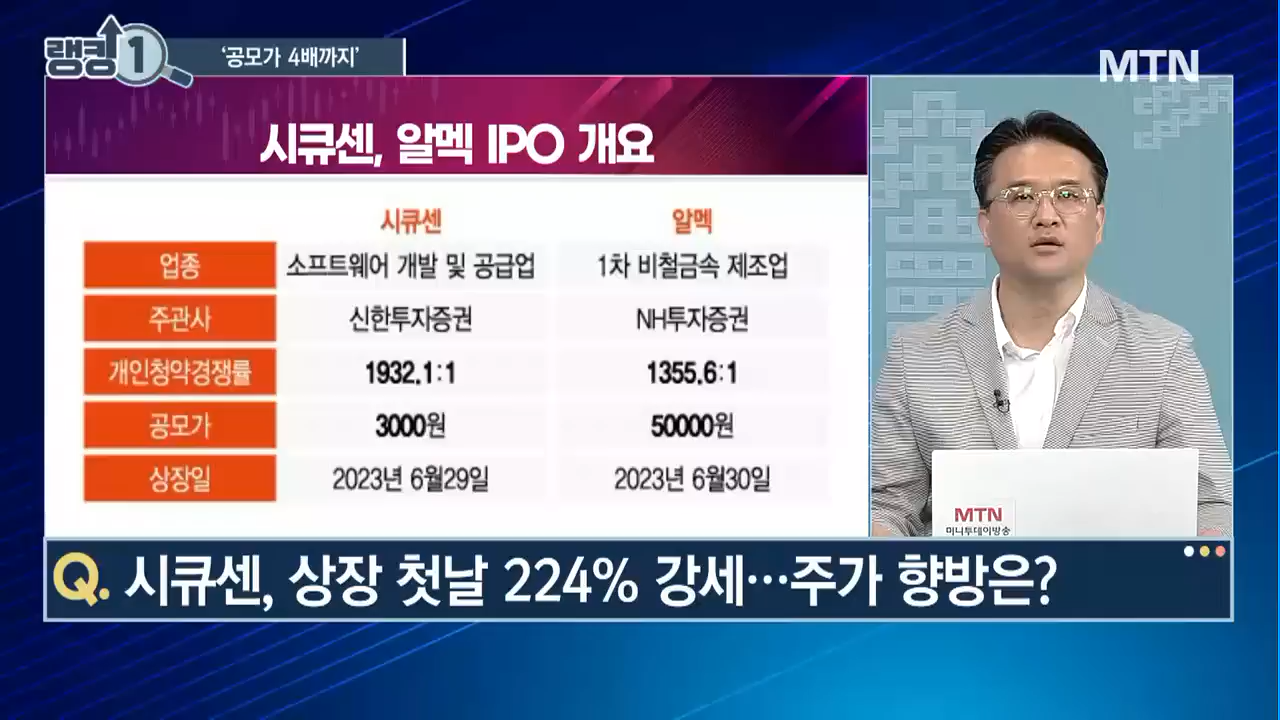 랭킹1
‘공모가 4배까지’
MTN
시큐센, 알멕 IPO 개요
시큐센 알멕
업종 소프트웨어 개발 및 공급업 1차 비철금속 제조업
주관사 신한투자증권 NH투자증권
개인청약경쟁률 1932.1:1 1355.6:1
공모가 3000원 50000원
상장일 2023년 6월29일 2023년 6월30일
MTN
머니투데이방송
Q. 시큐센, 상장 첫날 224% 강세…주가 향방은?